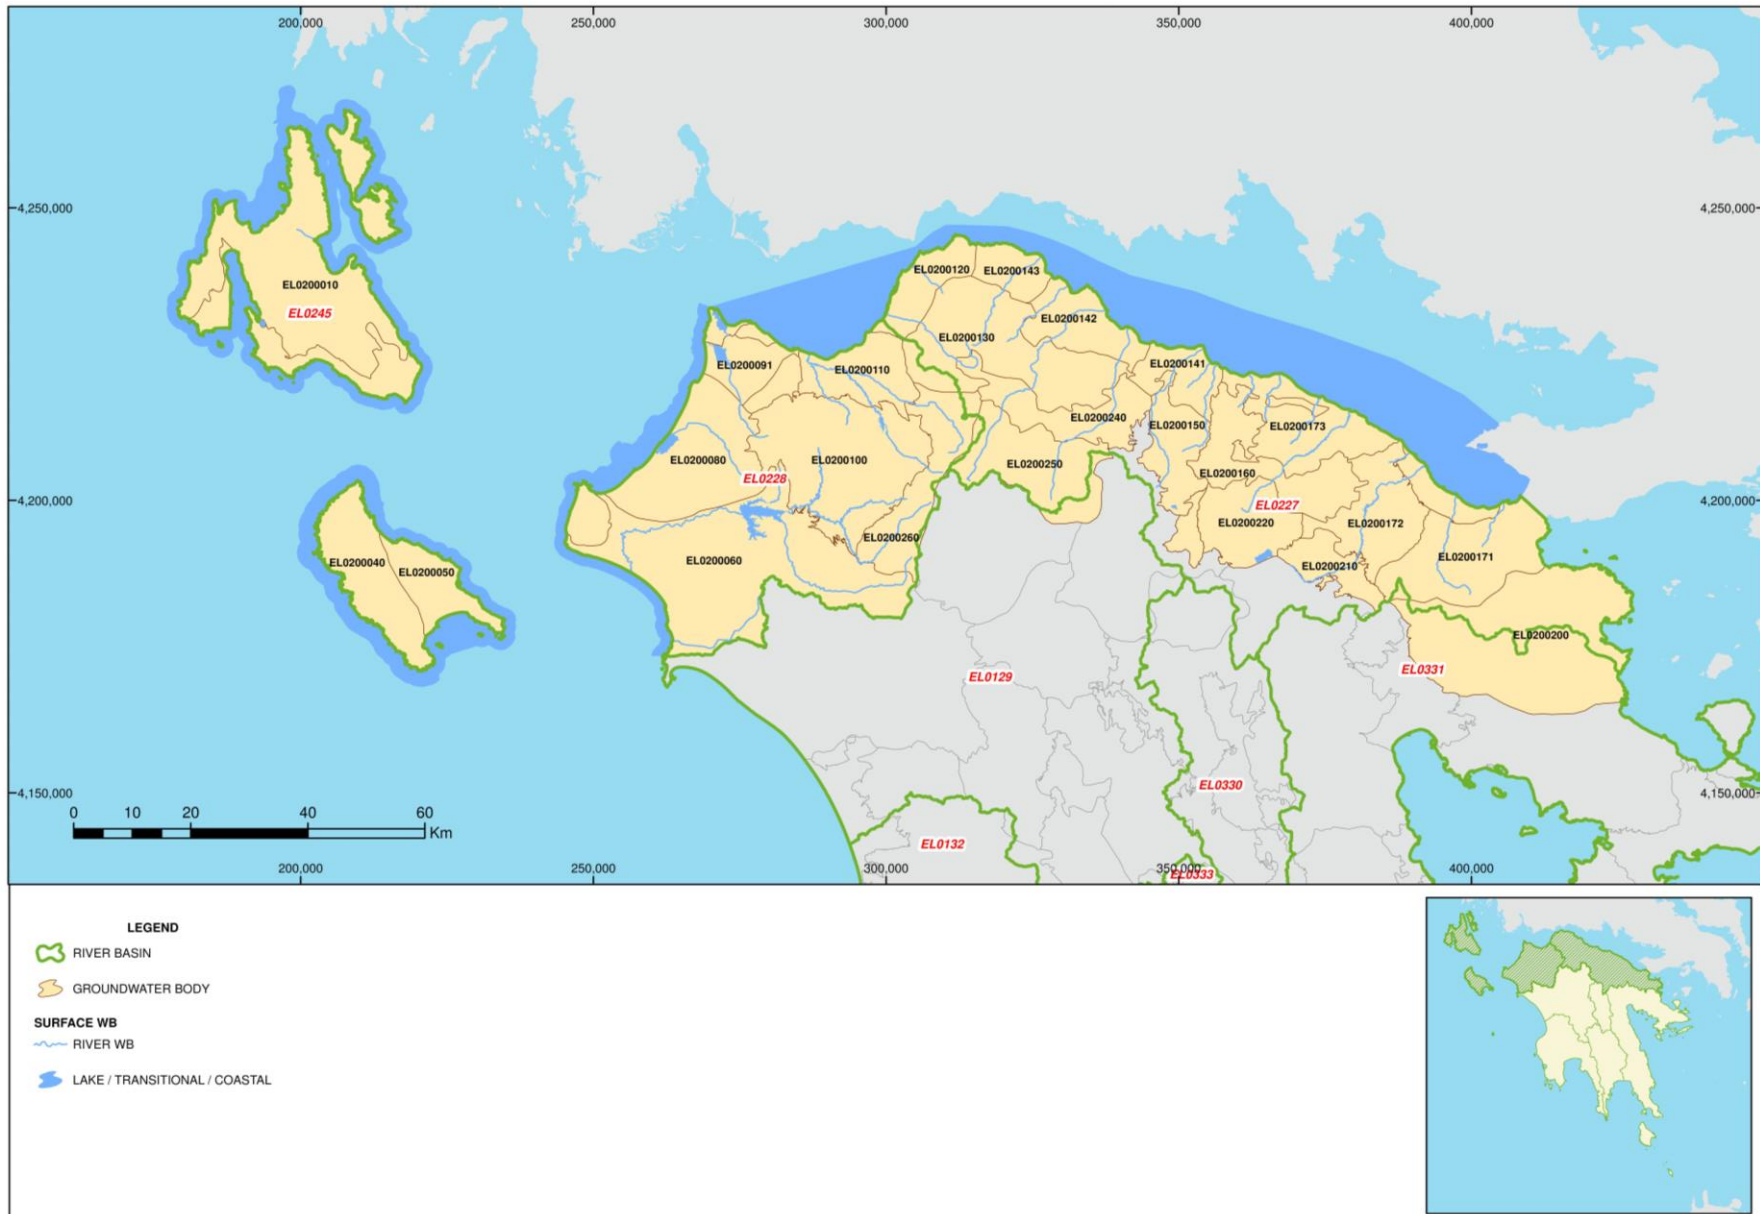 200,000 250,000 300,000 350,000 400,000
4,250,000 4,250,000
EL0200120 EL0200143
EL0200010
EL0245
EL0200142
EL0200130
EL0200091 EL0200110 EL0200141
EL0200240 EL0200150 EL0200173
EL0200080 EL0200100 EL0200250 EL0200160
EL0228
4,200,000 EL0227 4,200,000
EL0200220 EL0200172
EL0200260
EL0200040 EL0200050 EL0200060 EL0200210 EL0200171
EL0200200
EL0129 EL0331
EL0330
4,150,000 4,150,000
0 10 20 40 60
Km
EL0132
EL0333
200,000 250,000 300,000 350,000 400,000
LEGEND
RIVER BASIN
GROUNDWATER BODY
SURFACE WB
RIVER WB
LAKE / TRANSITIONAL / COASTAL